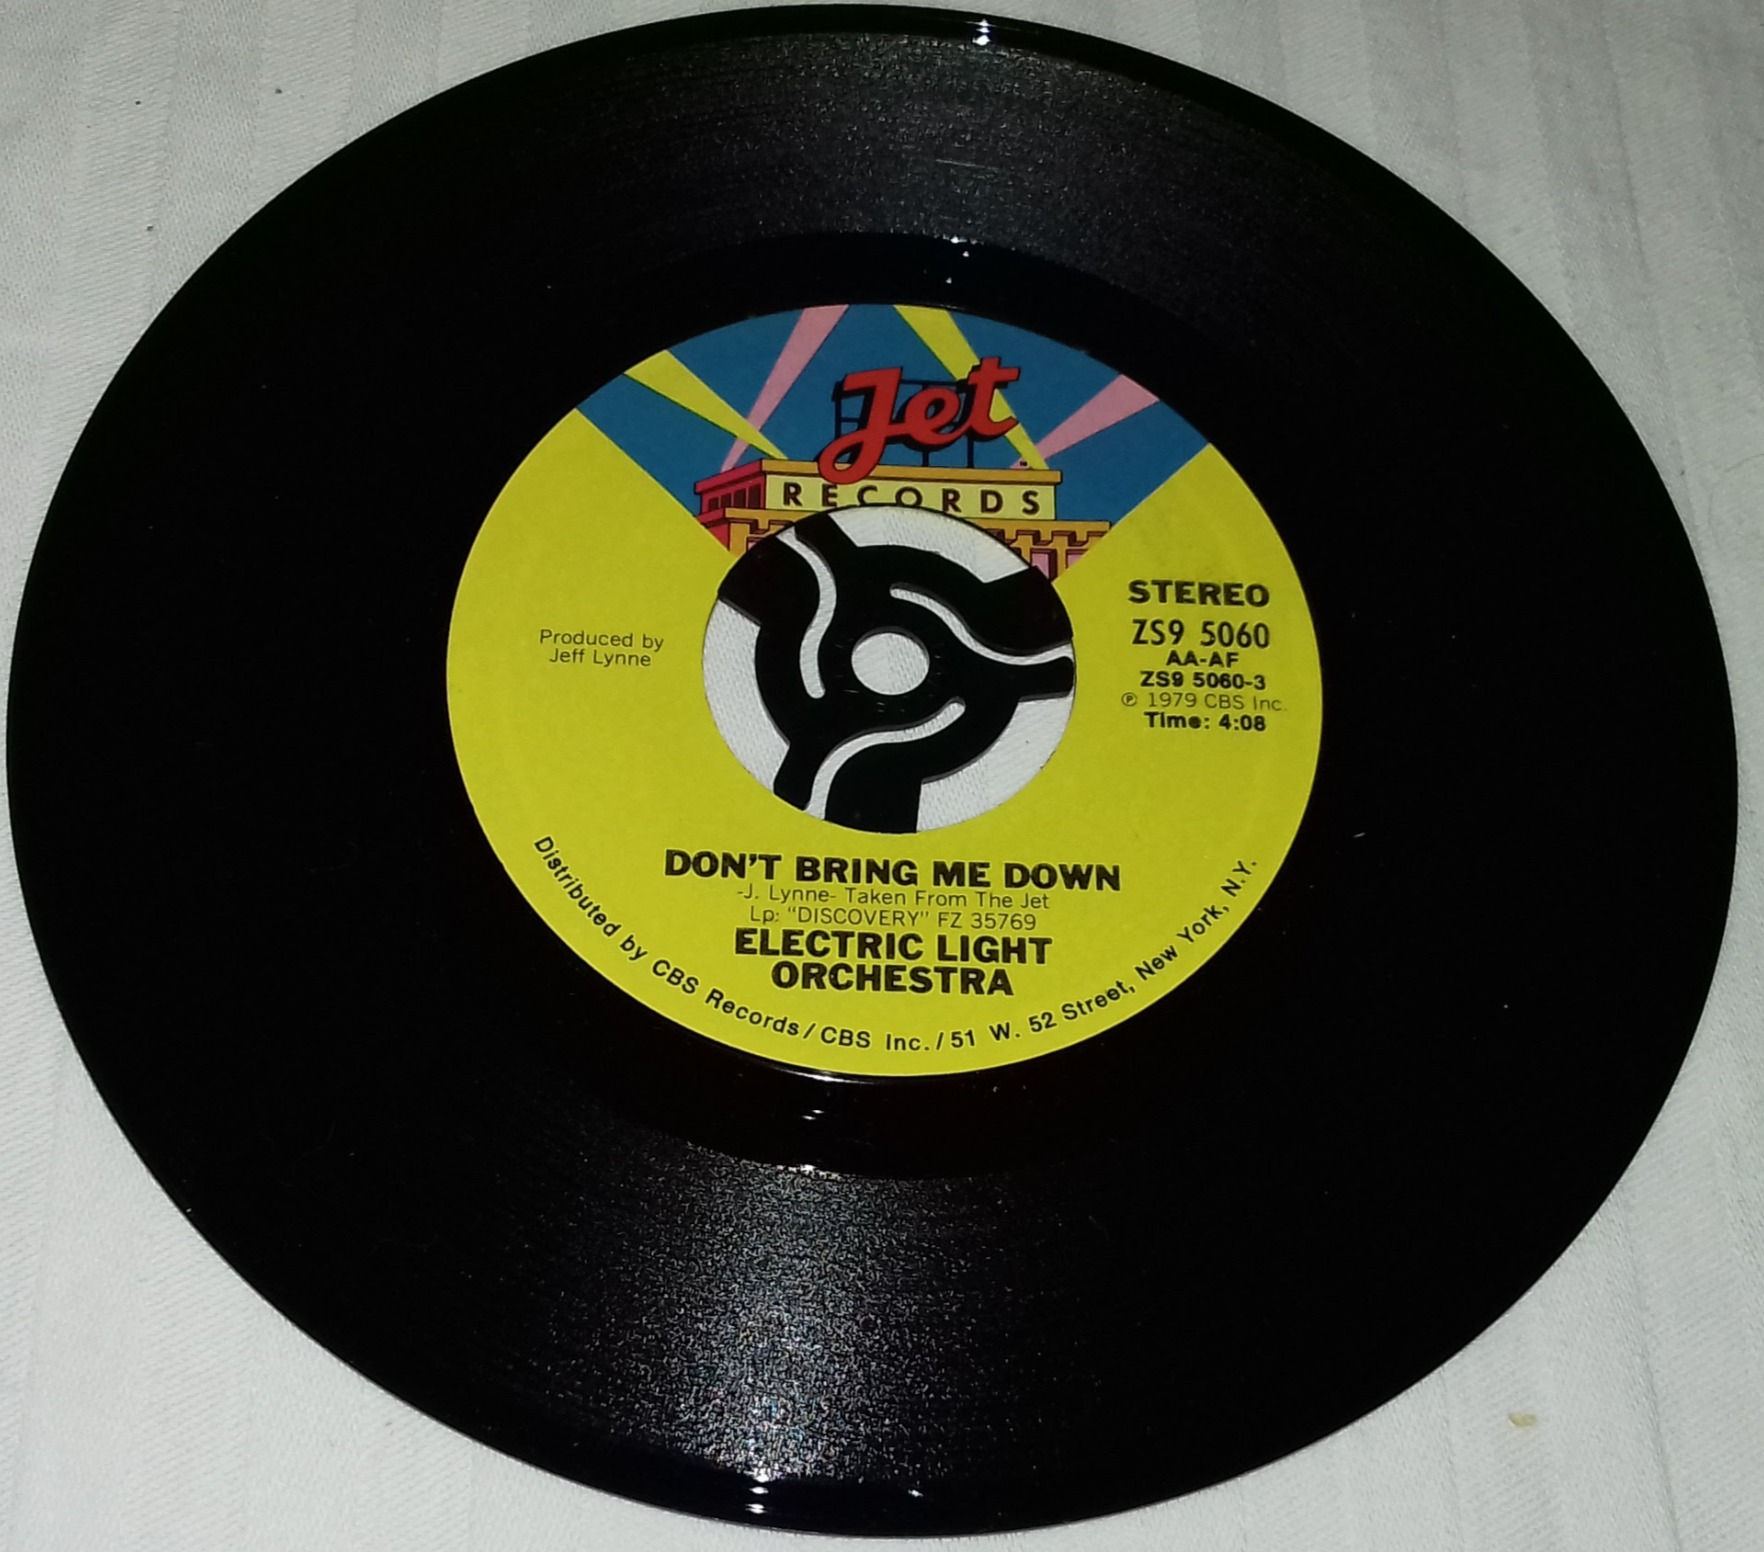 Jet
RECORDS
STEREO
ZS9 5060
AA-AF
ZS9 5060-3
℗ 1979 CBS Inc.
Time: 4:08
Produced by
Jeff Lynne
DON'T BRING ME DOWN
-J. Lynne- Taken From The Jet
Lp: "DISCOVERY" FZ 35769
ELECTRIC LIGHT
ORCHESTRA
Distributed by CBS Records/CBS Inc./51 W. 52 Street, New York, N.Y.